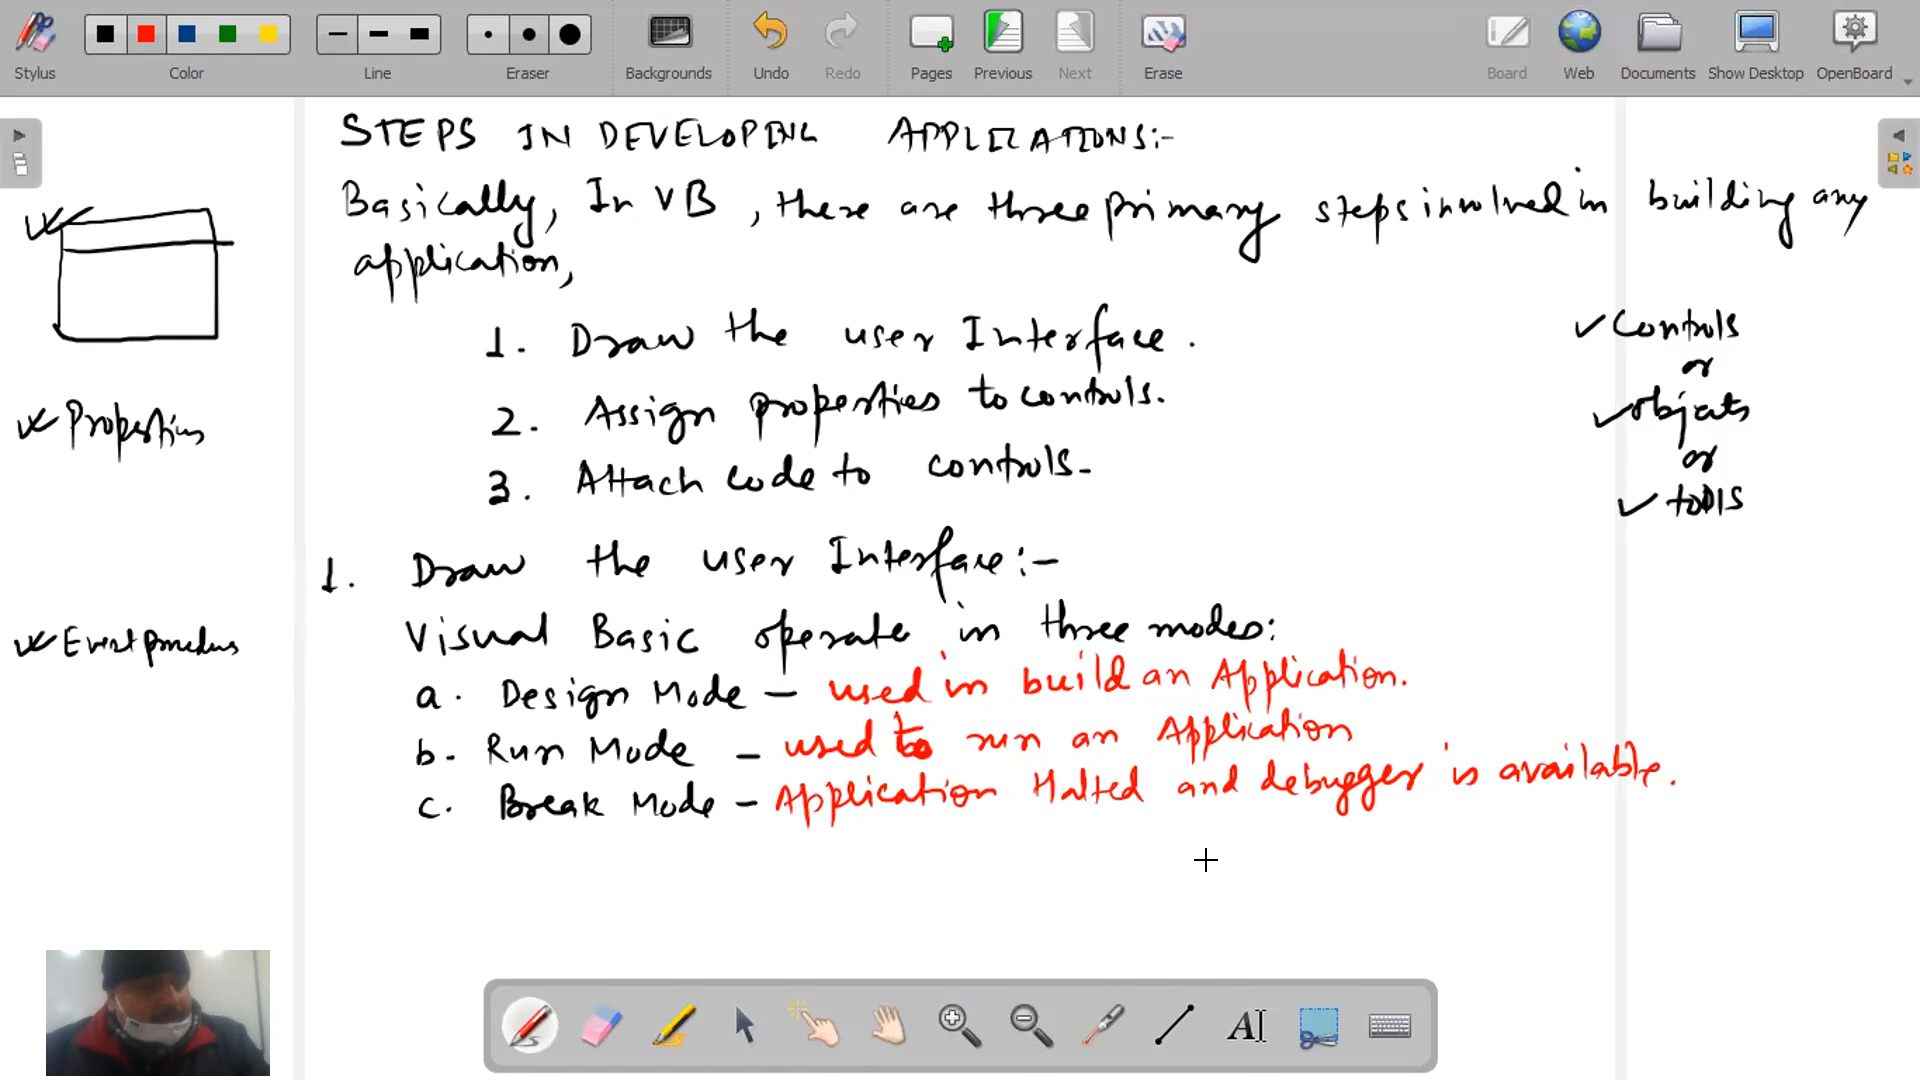 Stylus
Color
Line
Eraser
Backgrounds
Undo
Redo
Pages
Previous
Next
Erase
Board
Web
Documents
Show Desktop
OpenBoard
STEPS IN DEVELOPING APPLICATIONS:-
Basically, In VB, there are three primary steps involved in building any
application,
1. Draw the user Interface.
2. Assign properties to controls.
3. Attach code to controls.
Controls
or
objects
or
tools
Properties
1. Draw the user Interface:-
Visual Basic operate in three modes:
a. Design Mode - used in build an Application.
b. Run Mode - used to run an Application
c. Break Mode - Application Halted and debugger is available.
Event
AI